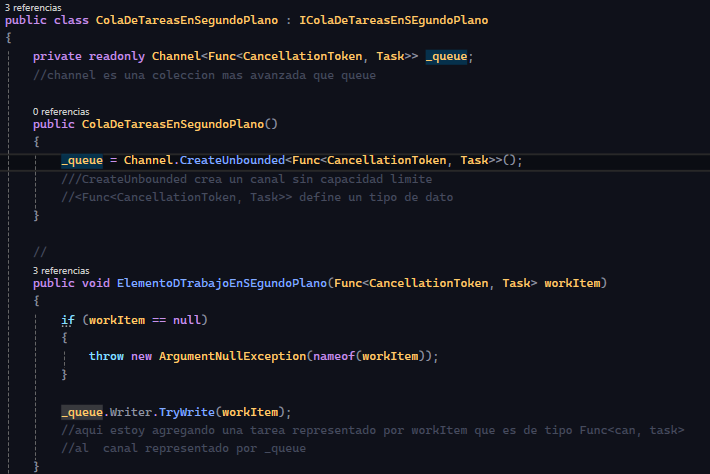 3 referencias
public class ColaDeTareasEnSegundoPlano : IColaDeTareasEnSEgundoPlano
{
private readonly Channel<Func<CancellationToken, Task>> _queue;
//channel es una coleccion mas avanzada que queue
0 referencias
public ColaDeTareasEnSegundoPlano()
{
_queue = Channel.CreateUnbounded<Func<CancellationToken, Task>>();
///CreateUnbounded crea un canal sin capacidad limite
//<Func<CancellationToken, Task>> define un tipo de dato
}
//
3 referencias
public void ElementoDTrabajoEnSEgundoPlano(Func<CancellationToken, Task> workItem)
{
if (workItem == null)
{
throw new ArgumentNullException(nameof(workItem));
}
_queue.Writer.TryWrite(workItem);
//aqui estoy agregando una tarea representado por workItem que es de tipo Func<can, task>
//al  canal representado por _queue
}